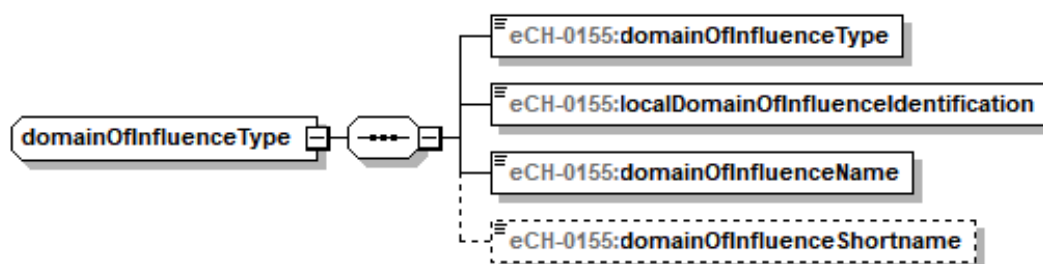 eCH-0155:domainOfInfluenceType
eCH-0155:localDomainOfInfluenceIdentification
domainOfInfluenceType
eCH-0155:domainOfInfluenceName
eCH-0155:domainOfInfluenceShortname